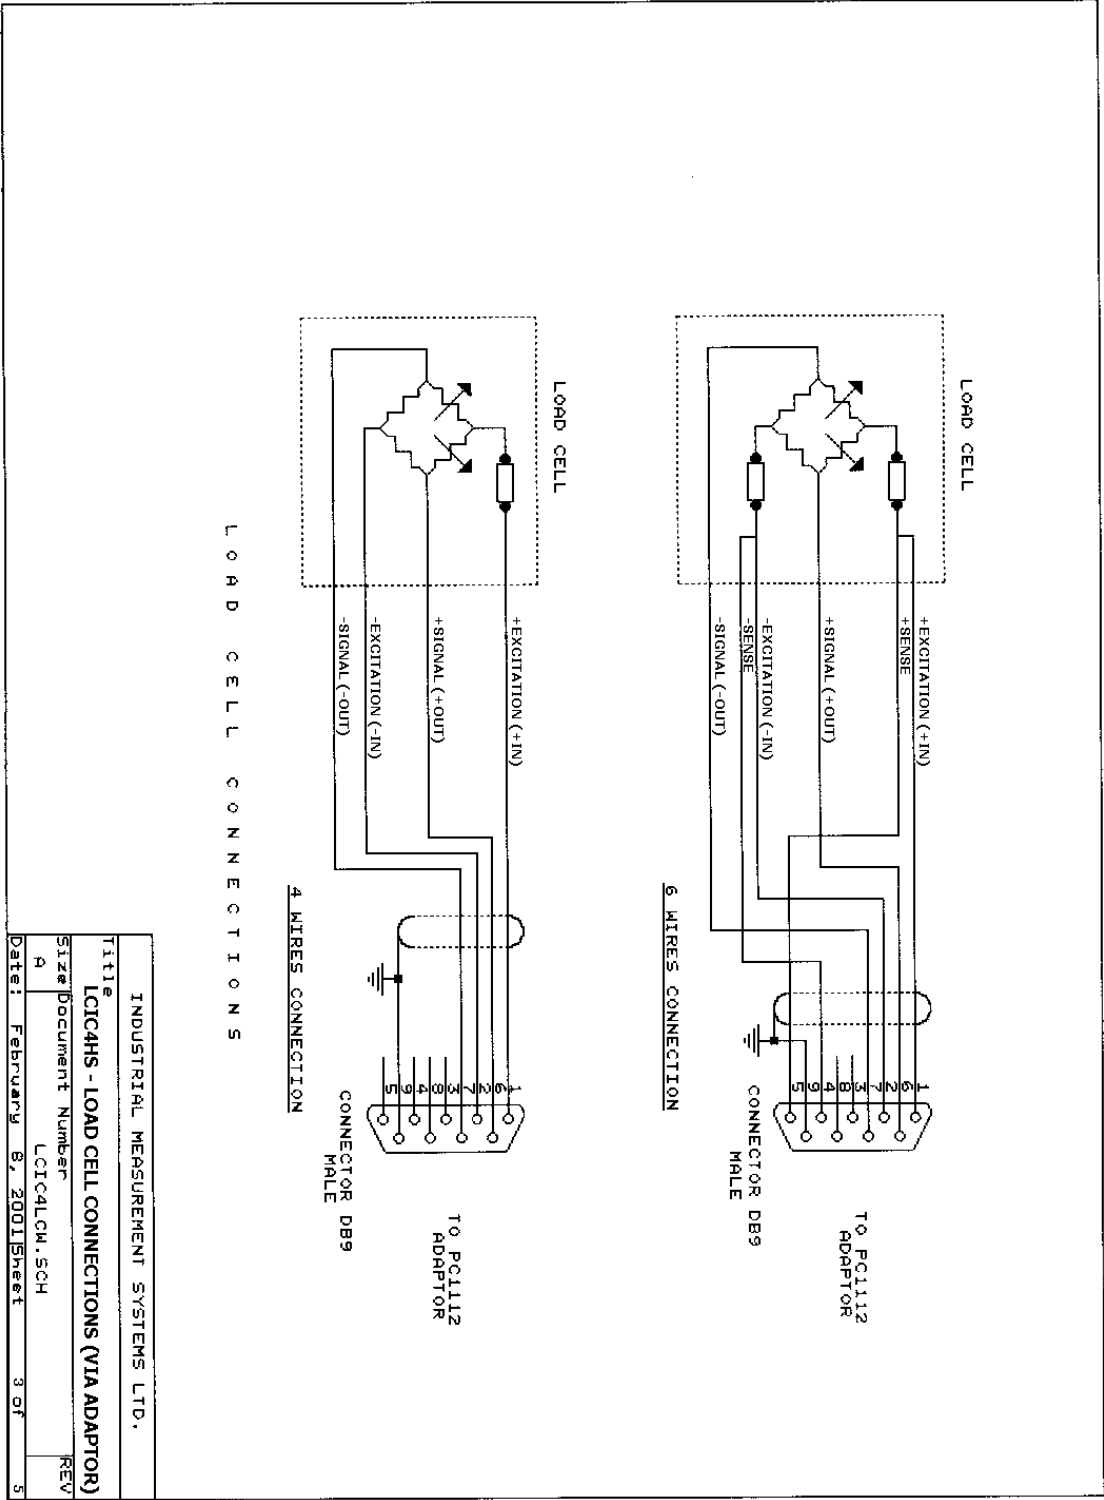 LOAD CELL
+EXCITATION (+IN)
+SENSE
+SIGNAL (+OUT)
-EXCITATION (-IN)
-SENSE
-SIGNAL (-OUT)
6 WIRES CONNECTION
1
6
2
7
3
8
4
9
5
CONNECTOR DB9
MALE
TO PC1112
ADAPTOR
LOAD CELL
+EXCITATION (+IN)
+SIGNAL (+OUT)
-EXCITATION (-IN)
-SIGNAL (-OUT)
4 WIRES CONNECTION
1
6
2
7
3
8
4
9
5
CONNECTOR DB9
MALE
TO PC1112
ADAPTOR
LOAD CELL CONNECTIONS
INDUSTRIAL MEASUREMENT SYSTEMS LTD.
Title
LCIC4HS - LOAD CELL CONNECTIONS (VIA ADAPTOR)
Size Document Number REV
A LCIC4LCW.SCH
Date: February 8, 2001 Sheet 3 of 5